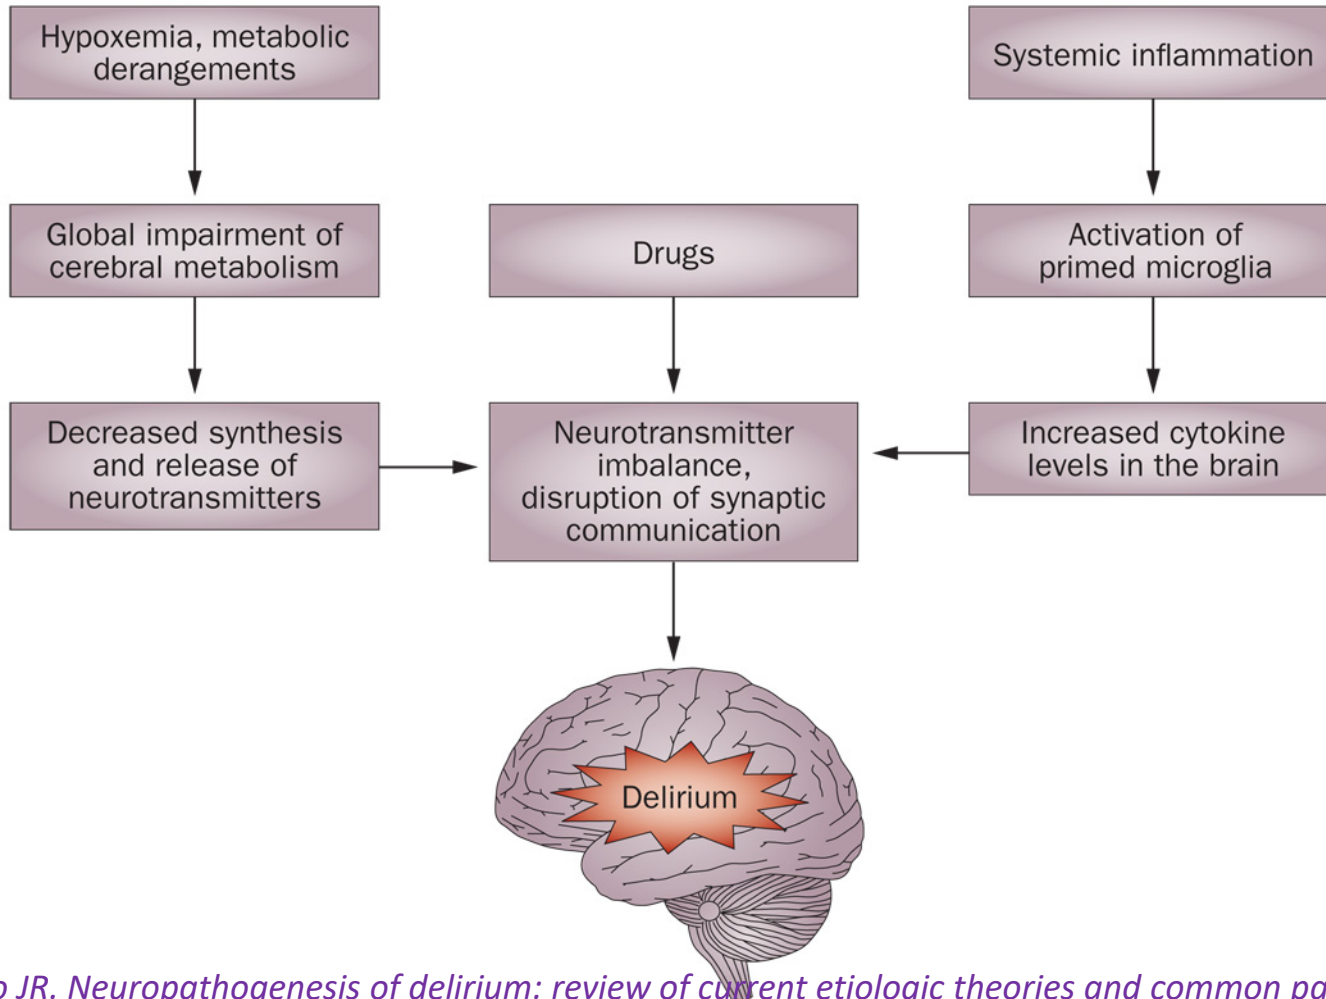 Hypoxemia, metabolic
derangements
Systemic inflammation
Global impairment of
cerebral metabolism
Drugs
Activation of
primed microglia
Decreased synthesis
and release of
neurotransmitters
Neurotransmitter
imbalance,
disruption of synaptic
communication
Increased cytokine
levels in the brain
Delirium
JR. Neuropathogenesis of delirium: review of current etiologic theories and common